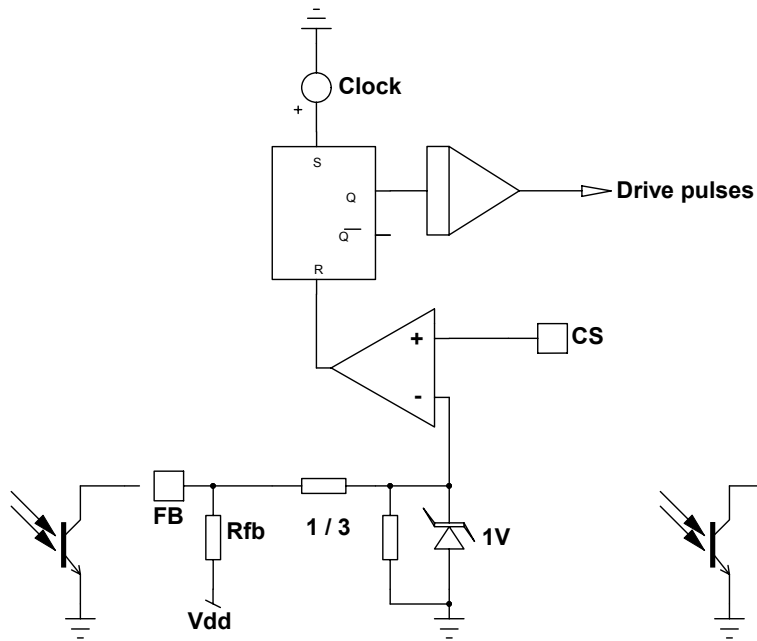 Clock
+
S
Q
Drive pulses
Q
R
+
CS
-
FB
Rfb
1 / 3
1V
Vdd